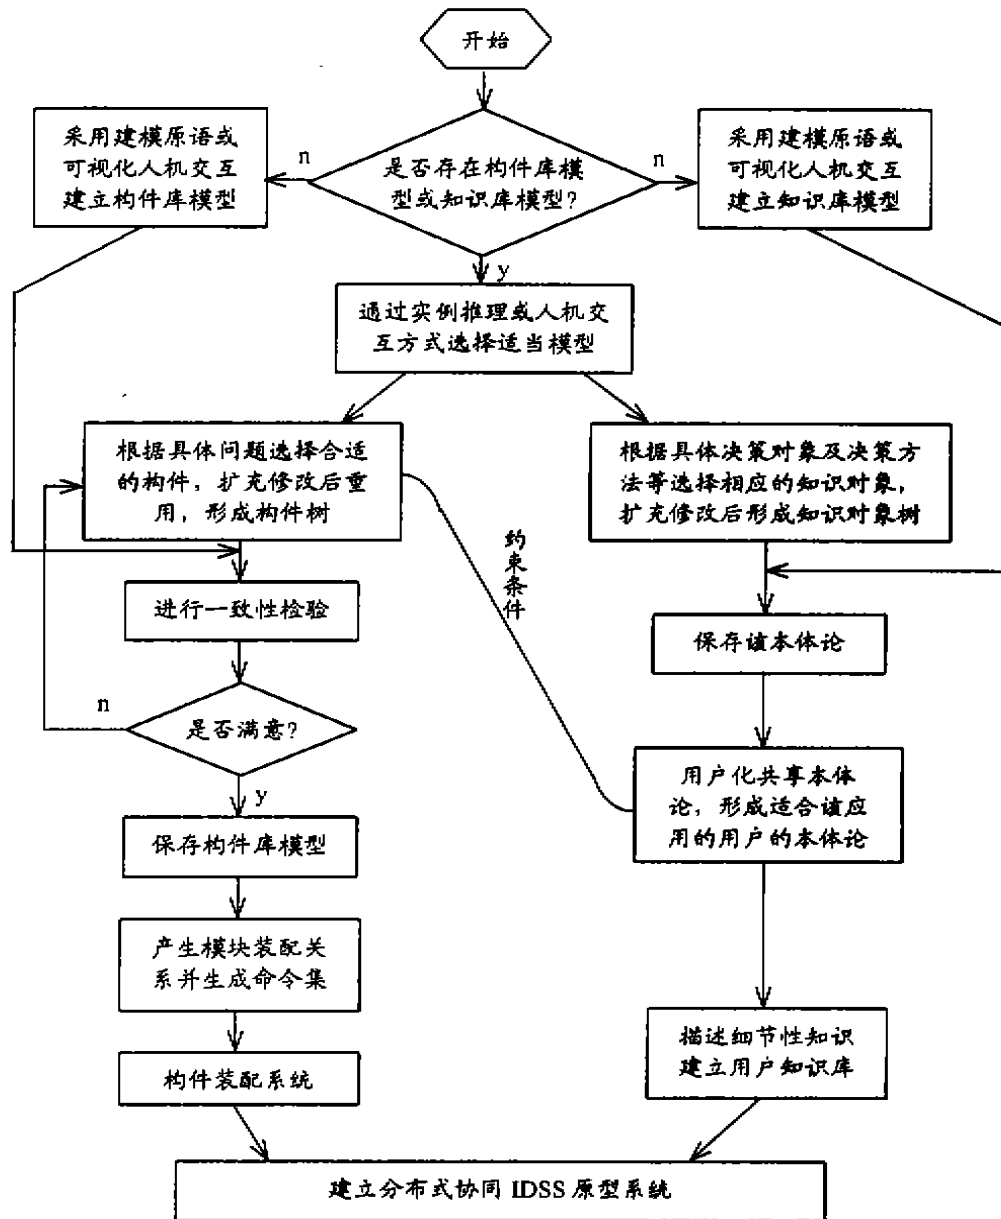 开始
采用建模原语或
可视化人机交互
建立构件库模型
n
是否存在构件库模
型或知识库模型?
n
采用建模原语或
可视化人机交互
建立知识库模型
y
通过实例推理或人机交
互方式选择适当模型
根据具体问题选择合适
的构件，扩充修改后重
用，形成构件树
根据具体决策对象及决策方
法等选择相应的知识对象，
扩充修改后形成知识对象树
约束条件
进行一致性检验
保存该本体论
n
是否满意?
y
用户化共享本体
论，形成适合该应
用的用户的本体论
保存构件库模型
产生模块装配关
系并生成命令集
描述细节性知识
建立用户知识库
构件装配系统
建立分布式协同 IDSS 原型系统